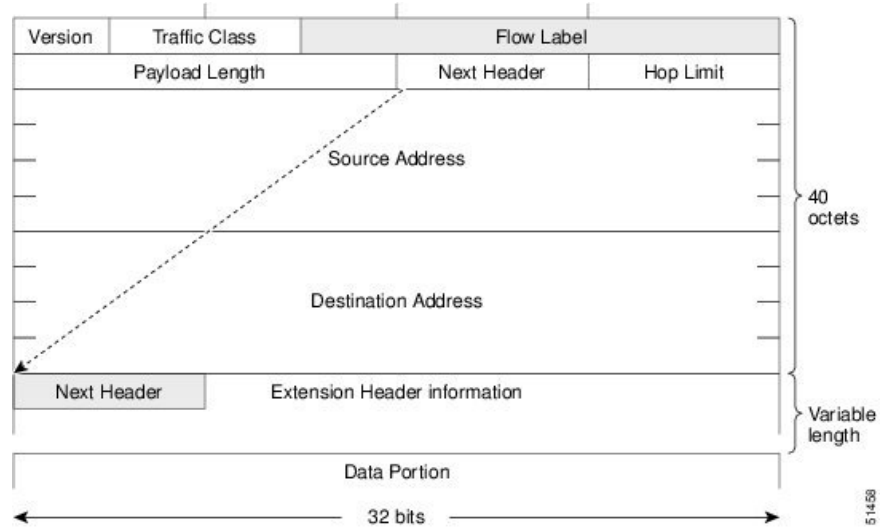 Version Traffic Class Flow Label
Payload Length Next Header Hop Limit
Source Address
40
octets
Destination Address
Next Header Extension Header information
Variable
length
Data Portion
32 bits
51458